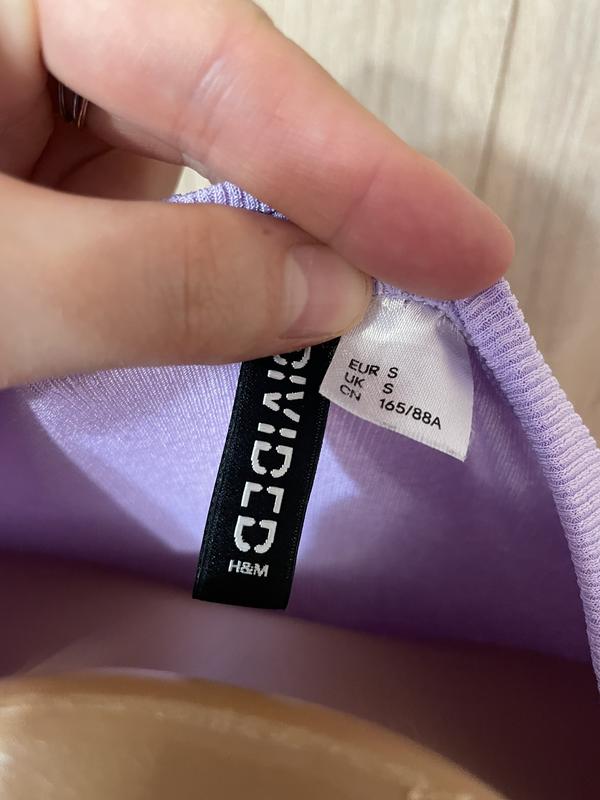 DIVIDED
H&M
EUR S
UK S
CN 165/88A